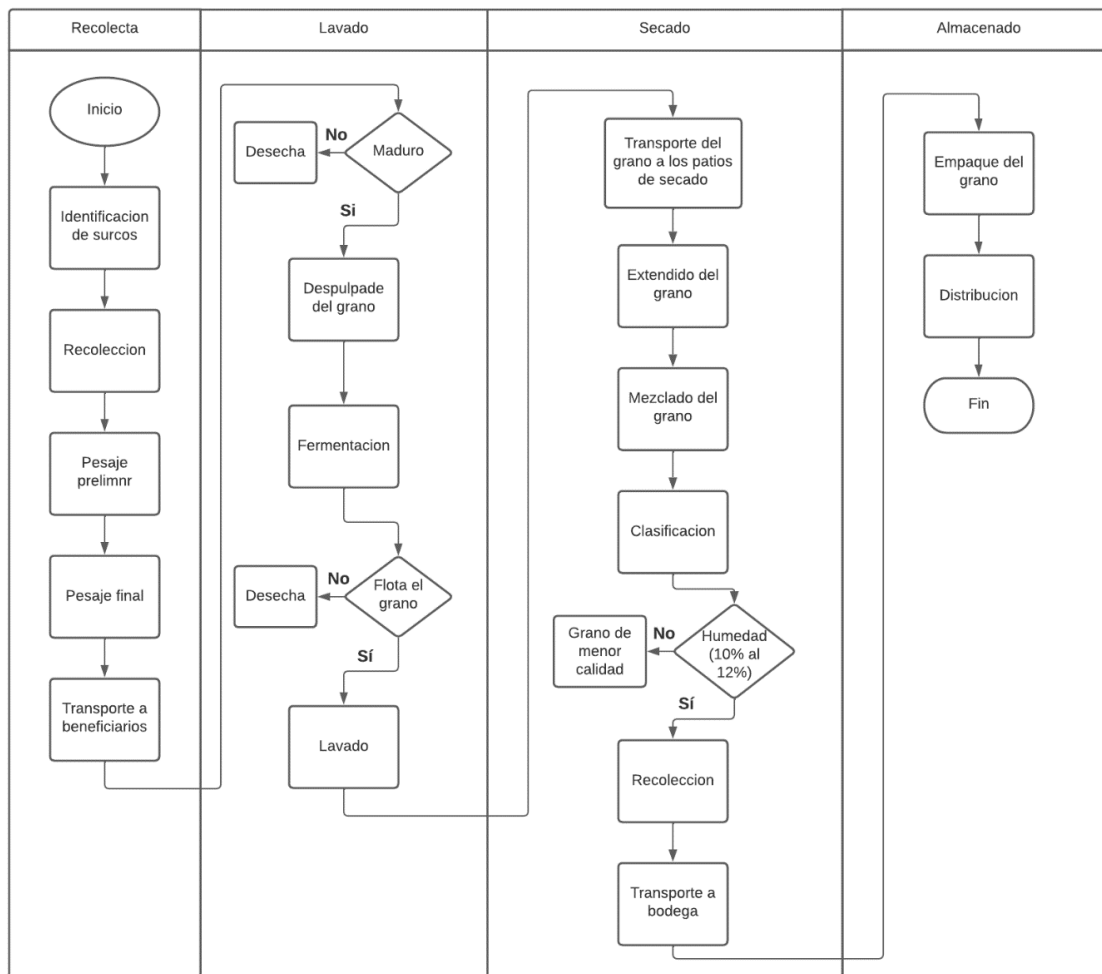 Recolecta
Lavado
Secado
Almacenado
Inicio
Identificacion
de surcos
Recoleccion
Pesaje
prelimnr
Pesaje final
Transporte a
beneficiarios
Maduro
No
Desecha
Si
Despulpade
del grano
Fermentacion
Flota el
grano
No
Desecha
Sí
Lavado
Transporte del
grano a los patios
de secado
Extendido del
grano
Mezclado del
grano
Clasificacion
Humedad
(10% al
12%)
No
Grano de
menor
calidad
Sí
Recoleccion
Transporte a
bodega
Empaque del
grano
Distribucion
Fin